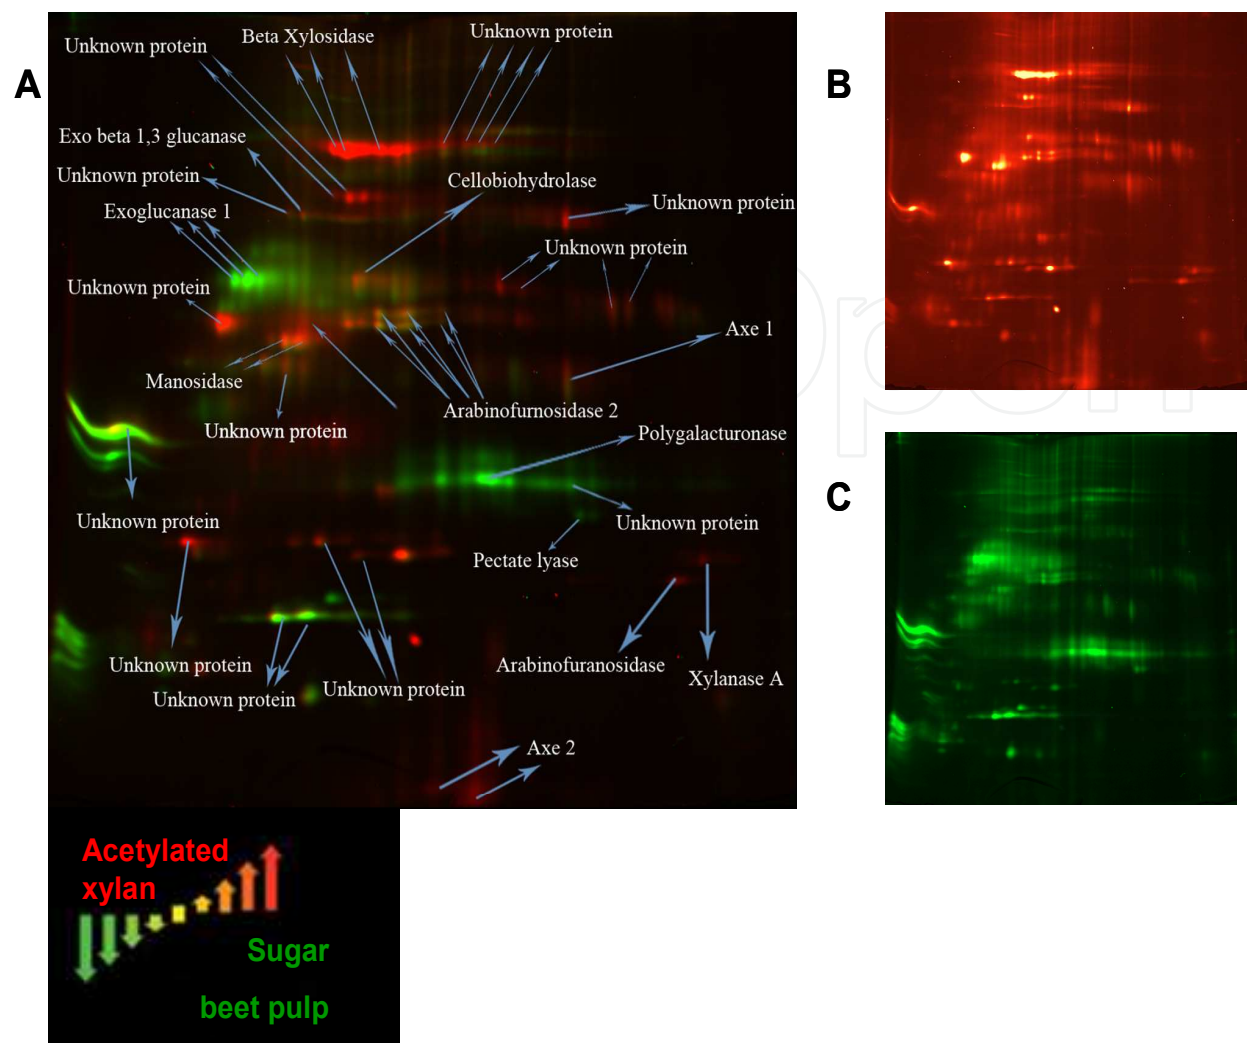 A
B
C
Unknown protein
Beta Xylosidase
Unknown protein
Exo beta 1,3 glucanase
Unknown protein
Cellobiohydrolase
Exoglucanase 1
Unknown protein
Unknown protein
Unknown protein
Axe 1
Manosidase
Arabinofurnosidase 2
Unknown protein
Polygalacturonase
Unknown protein
Unknown protein
Pectate lyase
Unknown protein
Arabinofuranosidase
Xylanase A
Unknown protein
Unknown protein
Axe 2
Acetylated
xylan
Sugar
beet pulp